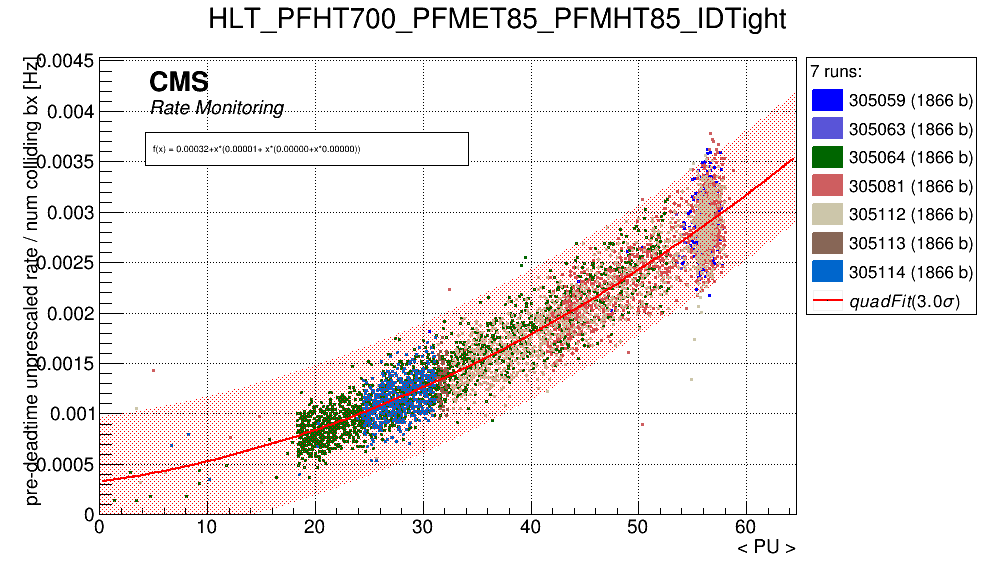 HLT_PFHT700_PFMET85_PFMHT85_IDTight
pre-deadtime unprescaled rate / num colliding bx [Hz]
0.0045
0.004
0.0035
0.003
0.0025
0.002
0.0015
0.001
0.0005
0
CMS
Rate Monitoring
f(x) = 0.00032+x*(0.00001+ x*(0.00000+x*0.00000))
0 10 20 30 40 50 60
< PU >
7 runs:
305059 (1866 b)
305063 (1866 b)
305064 (1866 b)
305081 (1866 b)
305112 (1866 b)
305113 (1866 b)
305114 (1866 b)
quadFit(3.0σ)